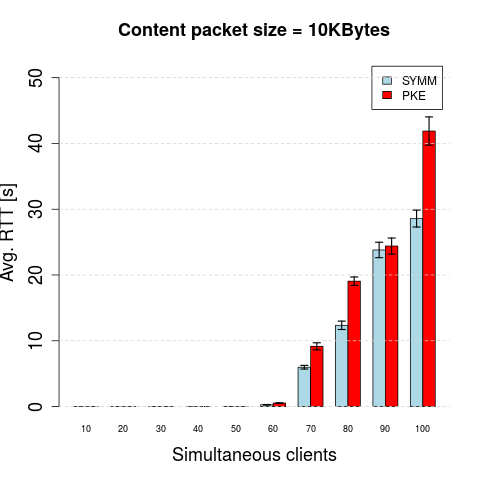 Content packet size = 10KBytes
SYMM
PKE
Avg. RTT [s]
50
40
30
20
10
0
10 20 30 40 50 60 70 80 90 100
Simultaneous clients